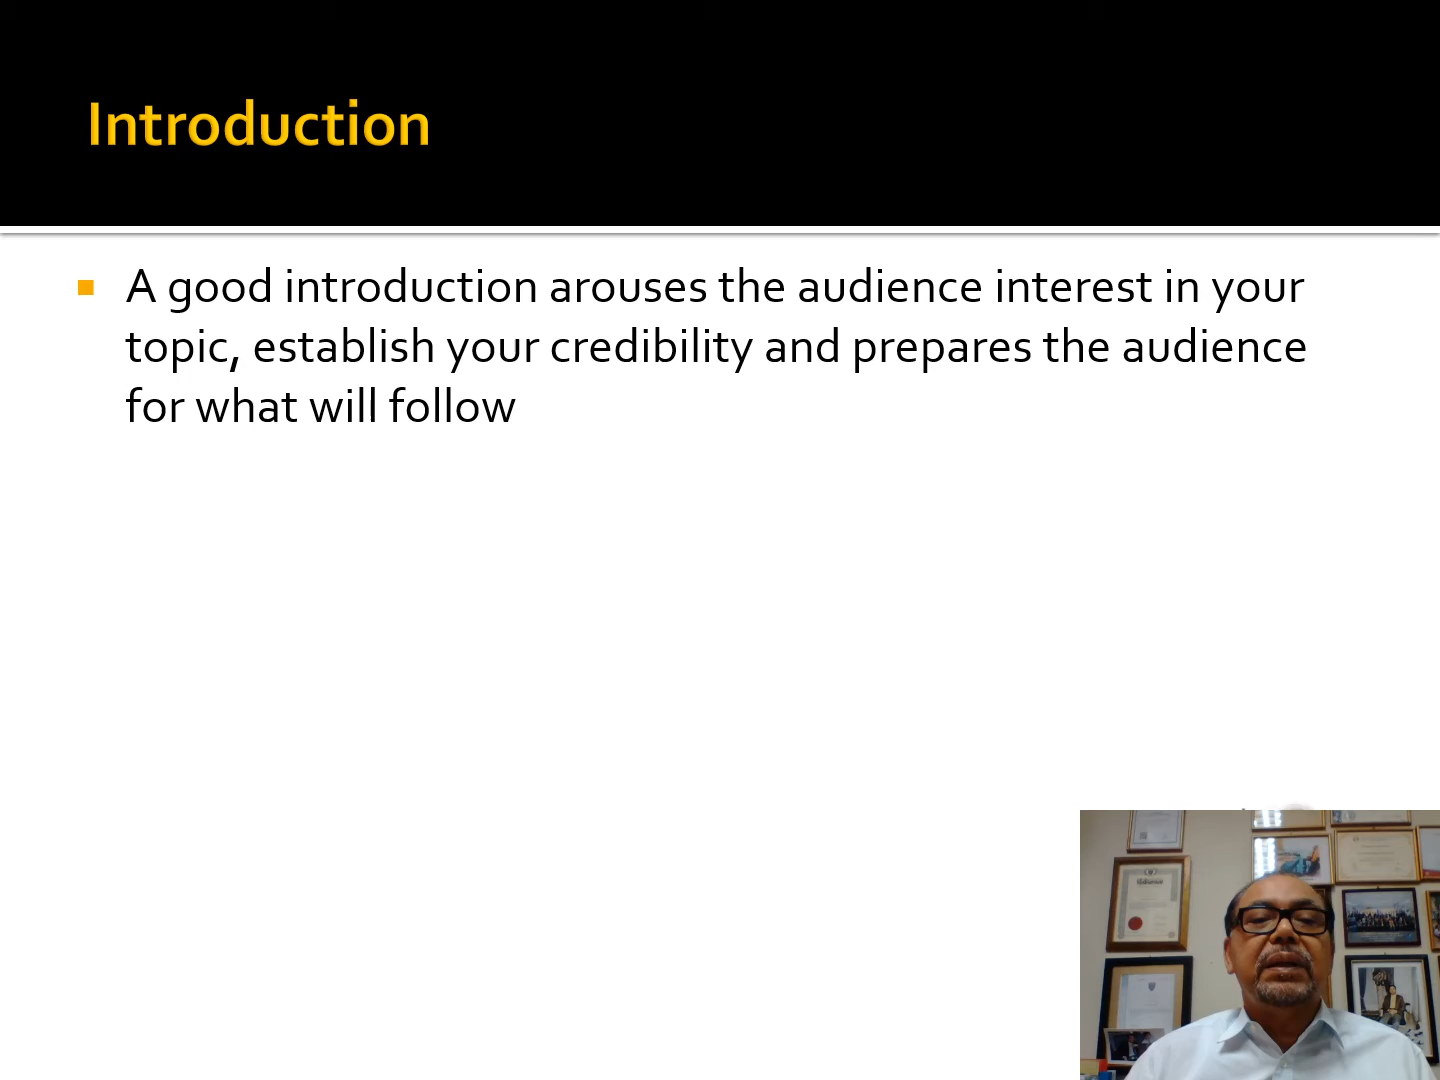 Introduction
A good introduction arouses the audience interest in your
topic, establish your credibility and prepares the audience
for what will follow